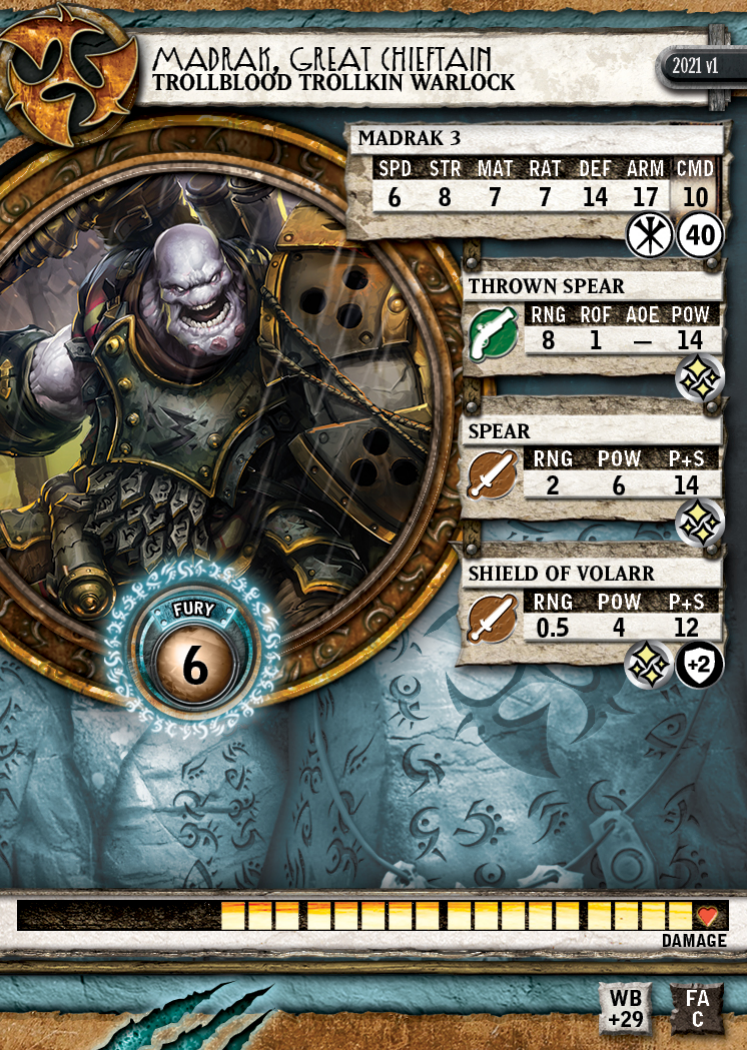 MADRAK, GREAT CHIEFTAIN
TROLLBLOOD TROLLKIN WARLOCK
2021 v1
MADRAK 3
SPD STR MAT RAT DEF ARM CMD
6 8 7 7 14 17 10
40
THROWN SPEAR
RNG ROF AOE POW
8 1 — 14
SPEAR
RNG POW P+S
2 6 14
SHIELD OF VOLARR
RNG POW P+S
0.5 4 12
+2
FURY
6
DAMAGE
WB
+29
FA
C